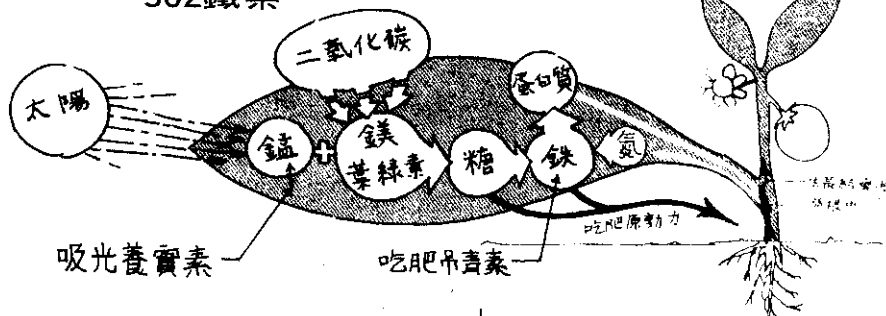 二氧化碳
太陽
蛋白質
錳
+
鎂
葉綠素
糖
鉄
氮
吃肥原動力
吸光養實素
吃肥吊青素